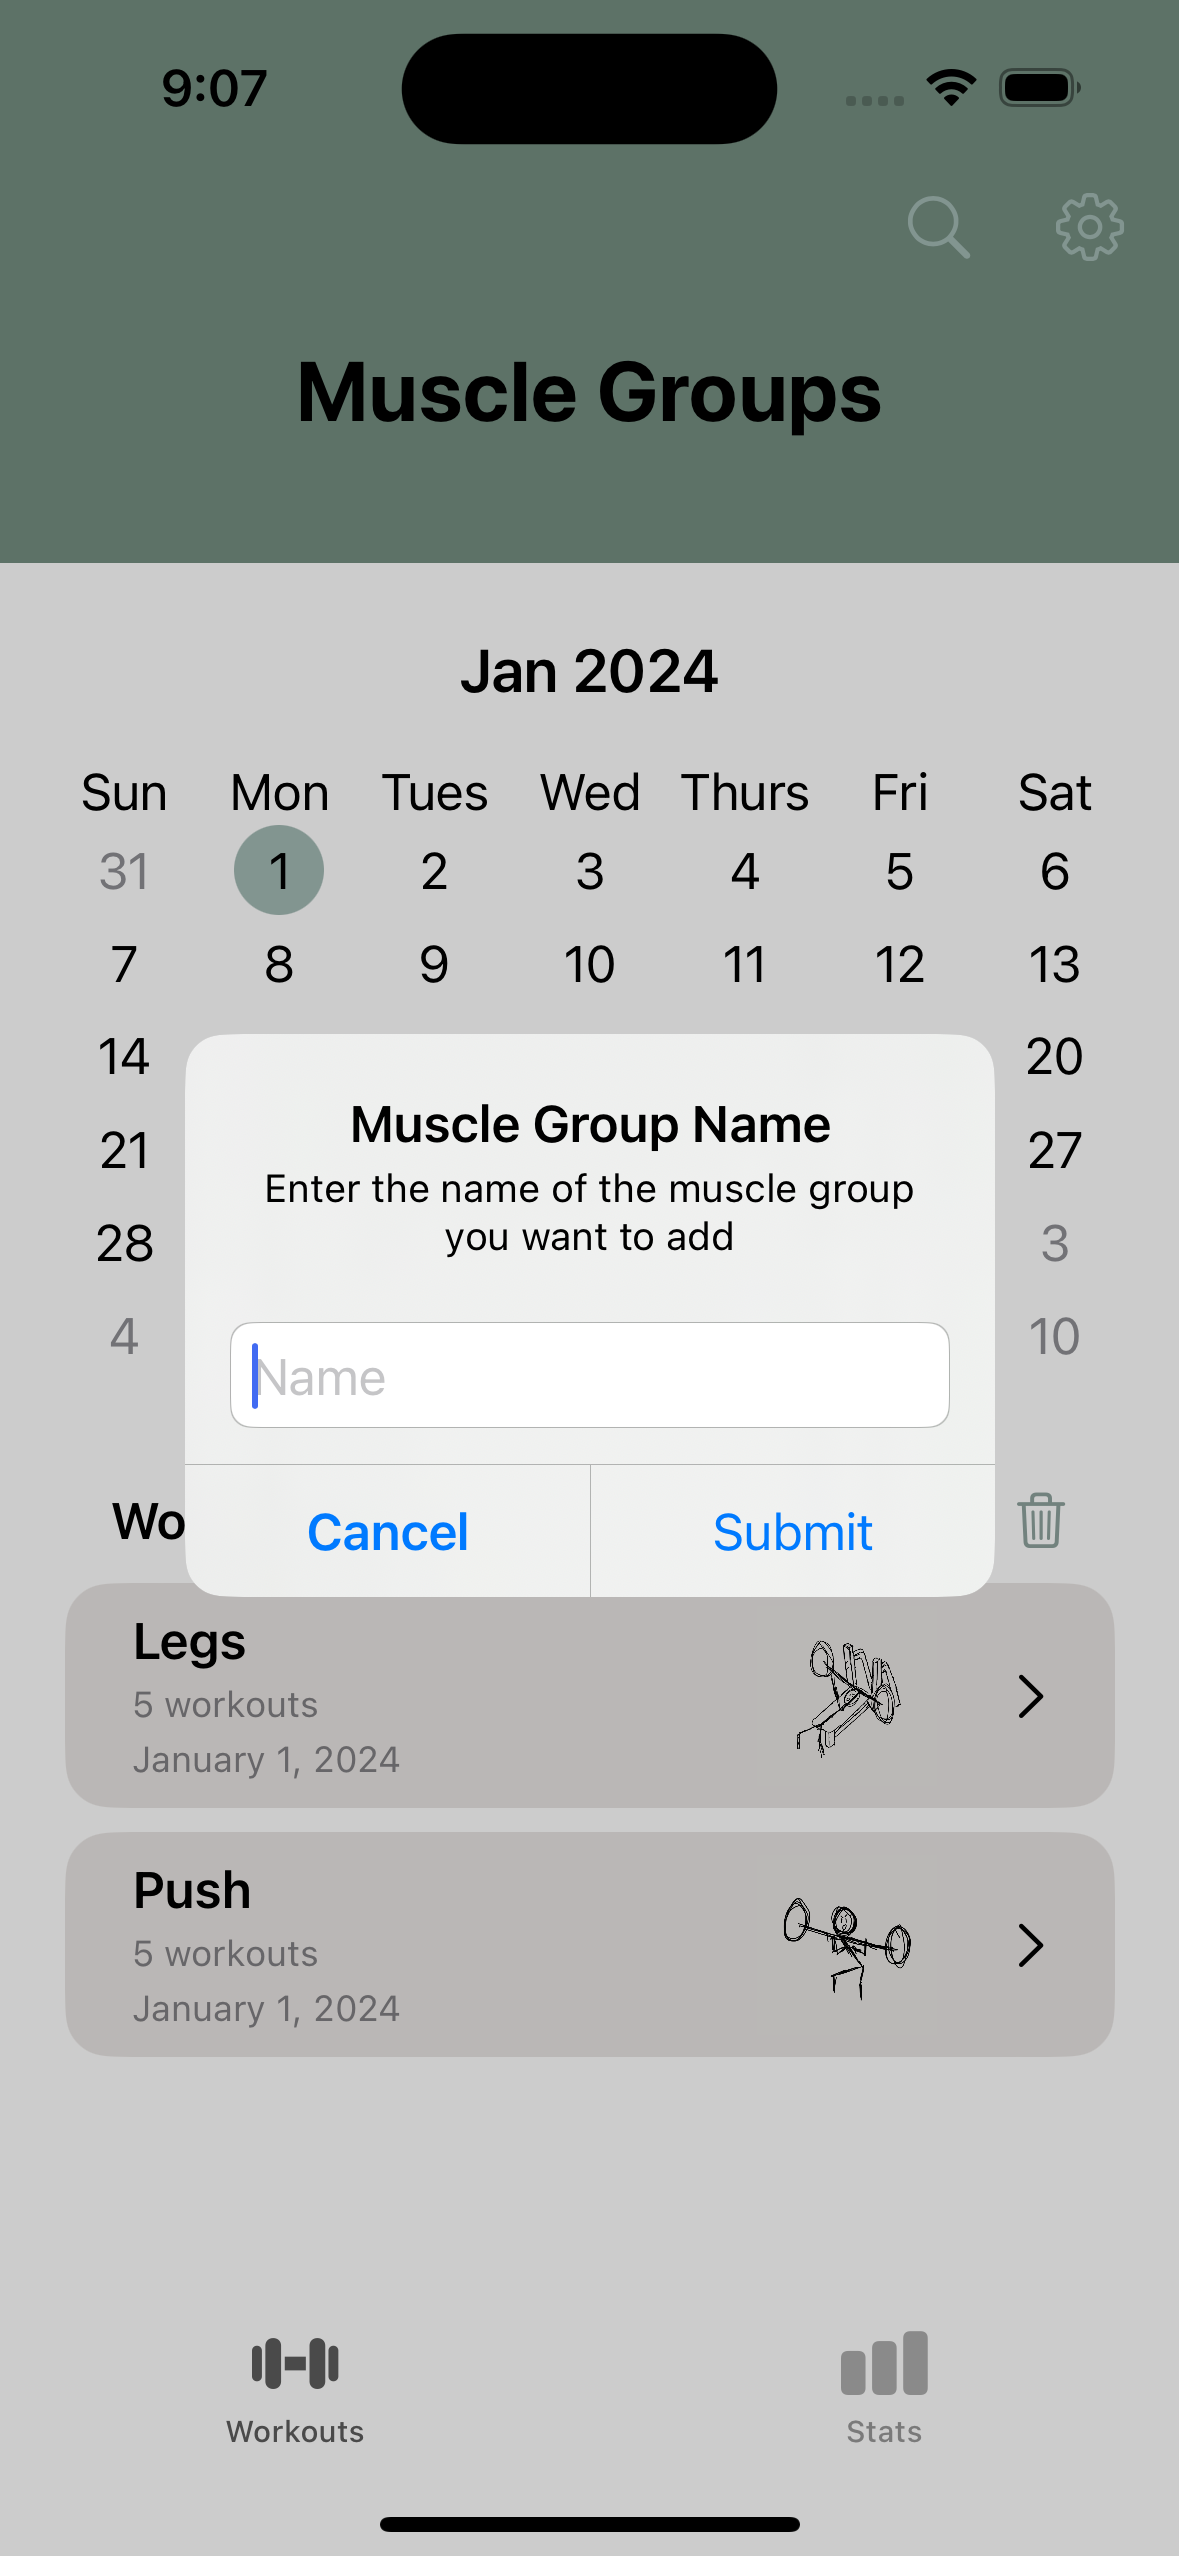 9:07
Muscle Groups
Jan 2024
Sun Mon Tues Wed Thurs Fri Sat
31 1 2 3 4 5 6
7 8 9 10 11 12 13
14 20
21 27
28 3
4 10
Muscle Group Name
Enter the name of the muscle group
you want to add
Name
Cancel Submit
Legs
5 workouts
January 1, 2024
Push
5 workouts
January 1, 2024
Workouts Stats